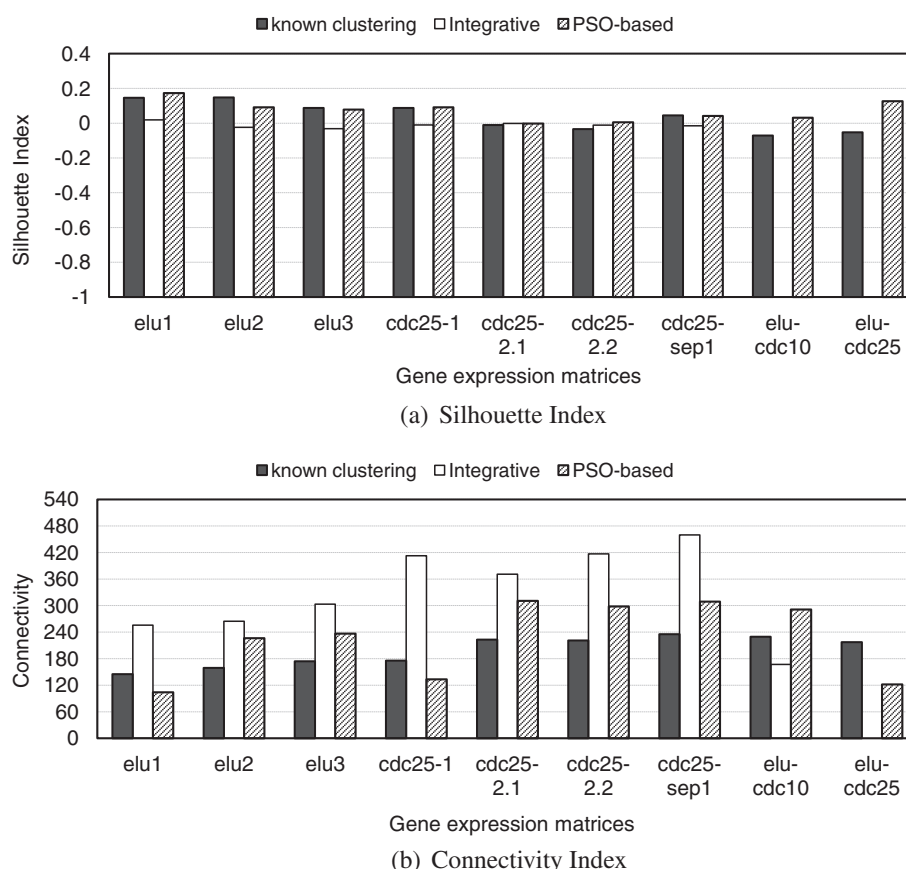 known clustering Integrative PSO-based
0.4
0.2
0
-0.2
-0.4
-0.6
-0.8
-1
Silhouette Index
elu1 elu2 elu3 cdc25-1 cdc25- cdc25- cdc25- elu- elu-
2.1 2.2 sep1 cdc10 cdc25
Gene expression matrices
(a) Silhouette Index
known clustering Integrative PSO-based
540
480
420
360
300
240
180
120
60
0
Connectivity
elu1 elu2 elu3 cdc25-1 cdc25- cdc25- cdc25- elu- elu-
2.1 2.2 sep1 cdc10 cdc25
Gene expression matrices
(b) Connectivity Index